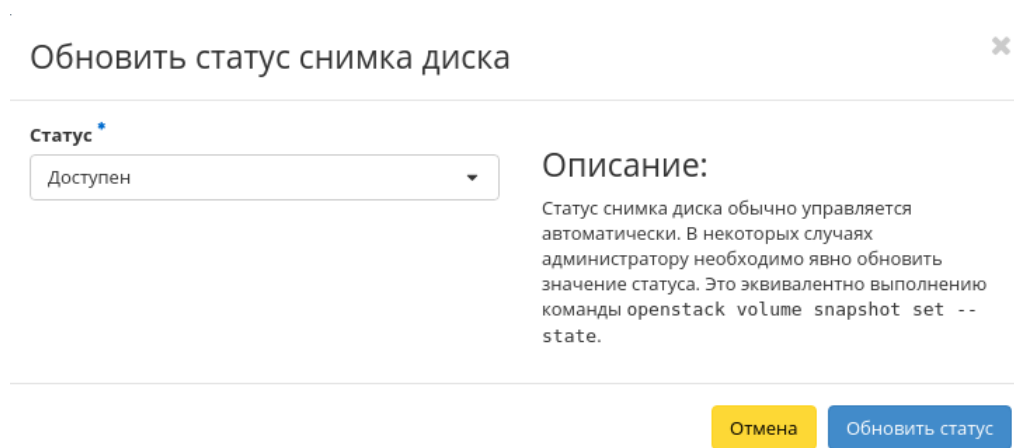 Обновить статус снимка диска
✖
Статус *
Доступен
Описание:
Статус снимка диска обычно управляется
автоматически. В некоторых случаях
администратору необходимо явно обновить
значение статуса. Это эквивалентно выполнению
команды openstack volume snapshot set --
state.
Отмена
Обновить статус